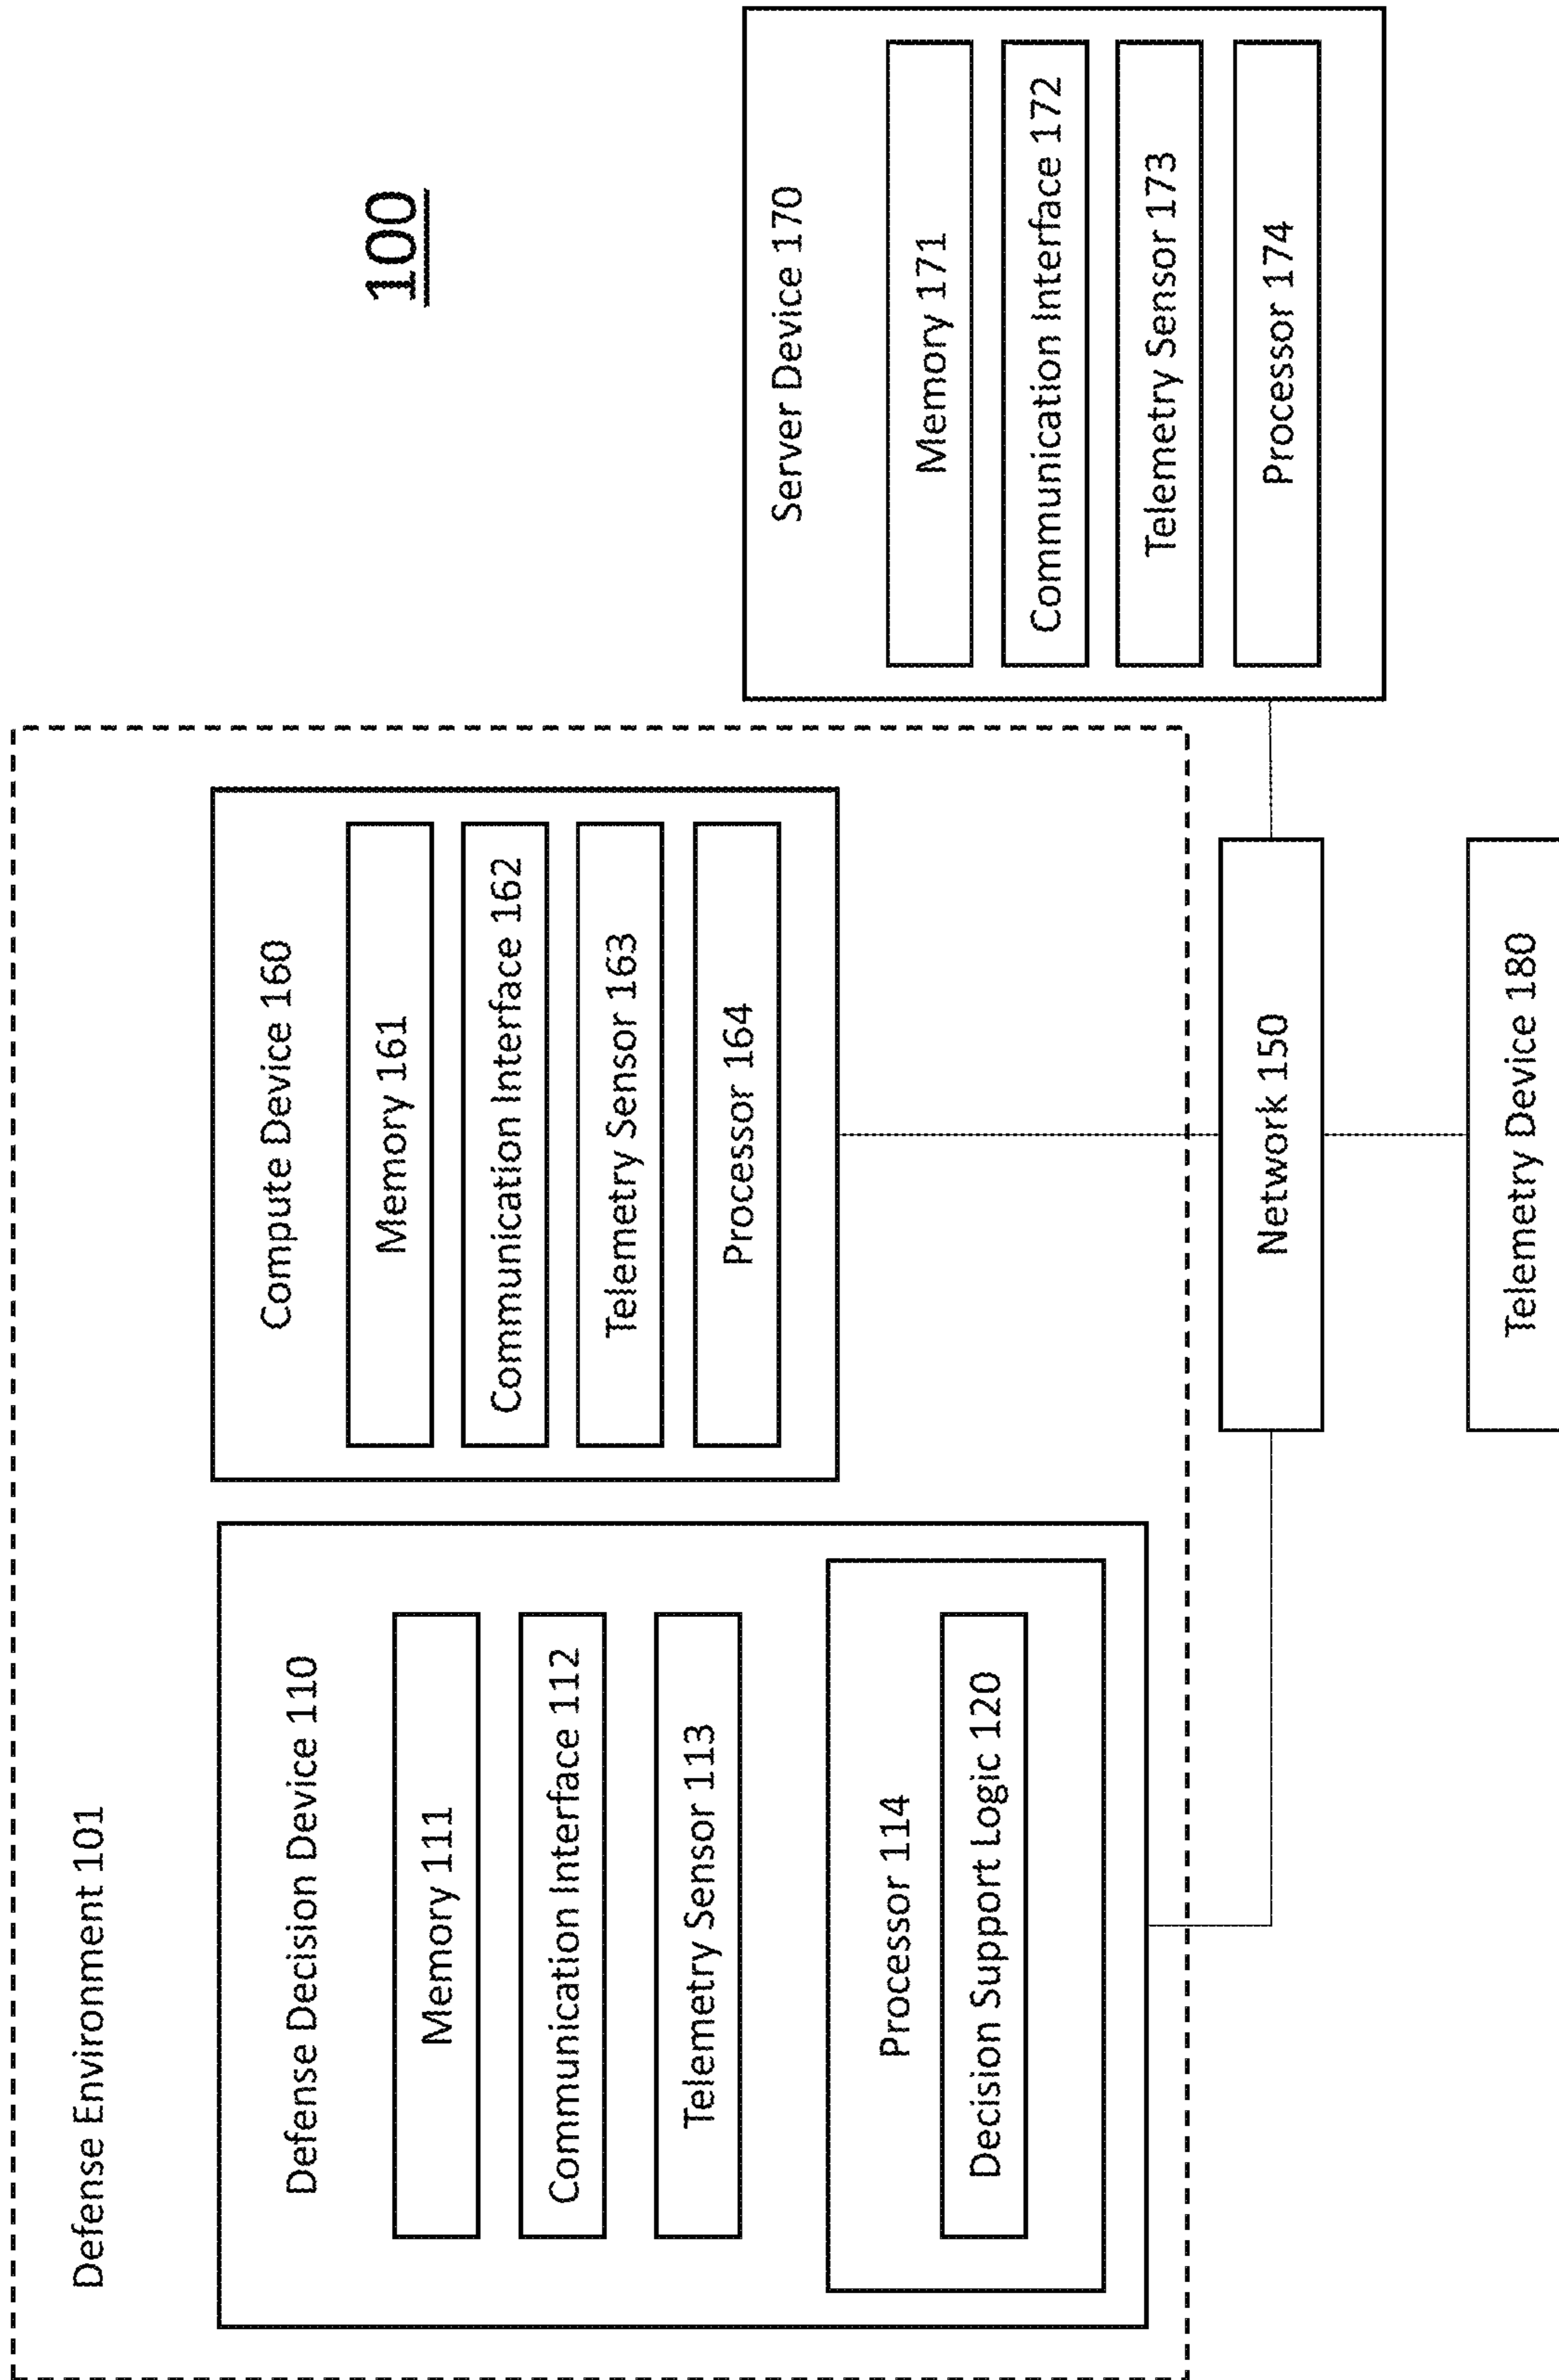 Defense Environment 101
Defense Decision Device 110
Memory 111
Communication Interface 112
Telemetry Sensor 113
Processor 114
Decision Support Logic 120
Compute Device 160
Memory 161
Communication Interface 162
Telemetry Sensor 163
Processor 164
100
Server Device 170
Memory 171
Communication Interface 172
Telemetry Sensor 173
Processor 174
Network 150
Telemetry Device 180